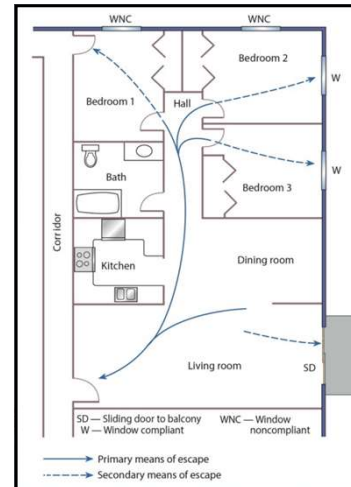 WNC
WNC
Bedroom 2
W
Bedroom 1
Hall
W
Bath
Bedroom 3
Corridor
Kitchen
Dining room
Living room
SD
SD — Sliding door to balcony
WNC — Window
W — Window compliant
noncompliant
Primary means of escape
Secondary means of escape